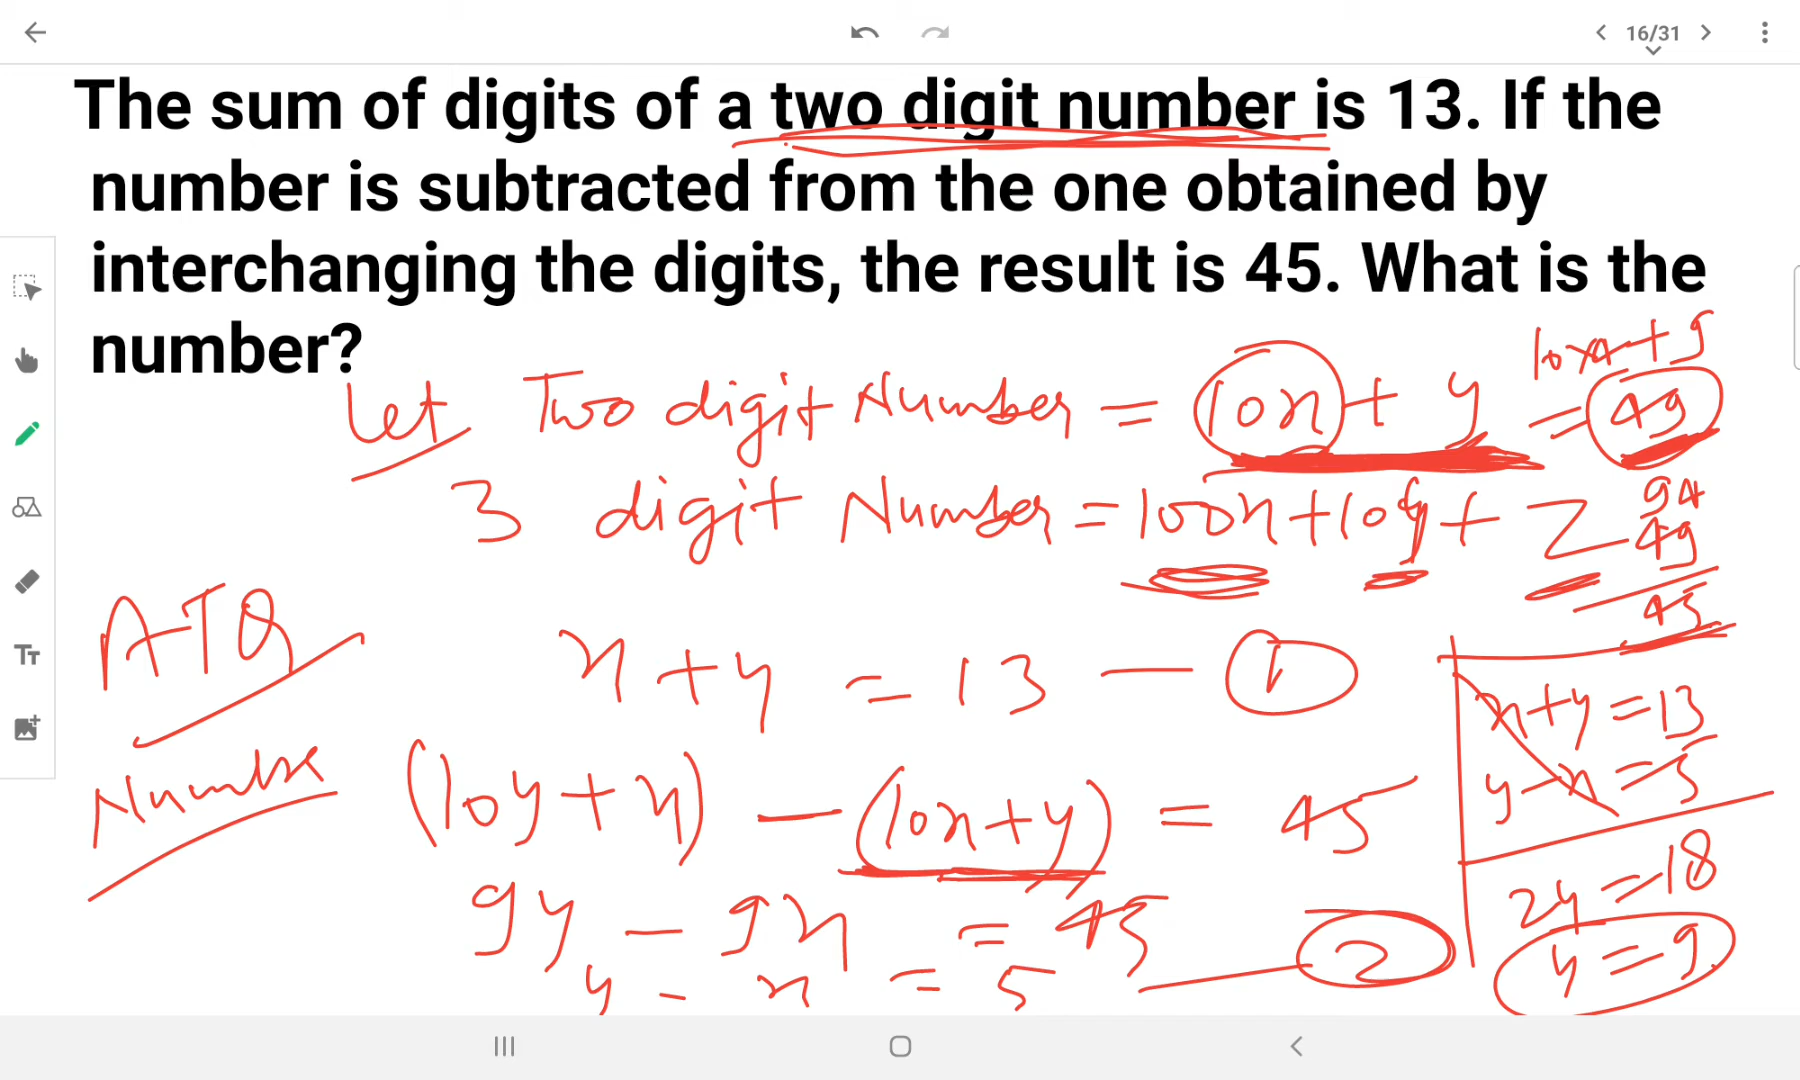 16/31
The sum of digits of a two digit number is 13. If the
number is subtracted from the one obtained by
interchanging the digits, the result is 45. What is the
number?
Let Two digit Number = 10x + y = 49
10x4+9
3 digit Number = 100x + 10y + z
94
49
45
ATQ
x + y = 13 — 1
Number (10y + x) — (10x + y) = 45
9y - 9x = 45
y - x = 5 — 2
x + y = 13
y - x = 5
2y = 18
y = 9
Tт